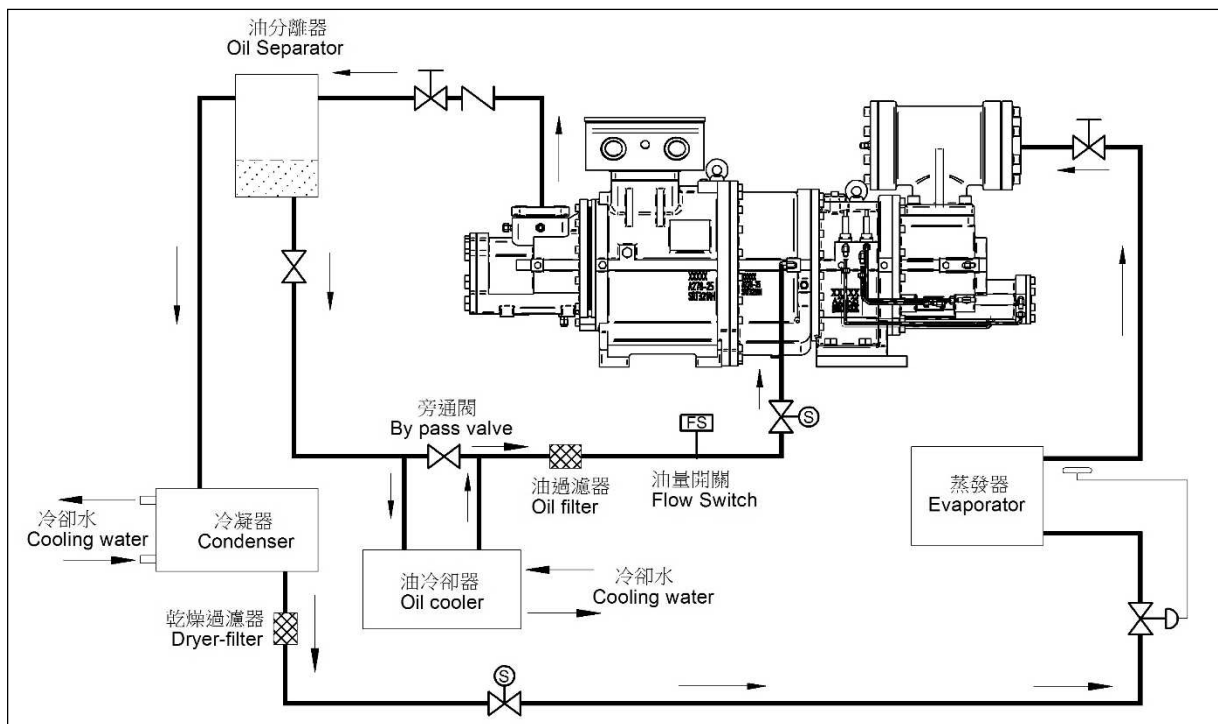 油分離器
Oil Separator
旁通閥
By pass valve
FS
S
油過濾器
Oil filter
油量開關
Flow Switch
蒸發器
Evaporator
冷卻水
Cooling water
冷凝器
Condenser
油冷卻器
Oil cooler
冷卻水
Cooling water
乾燥過濾器
Dryer-filter
S